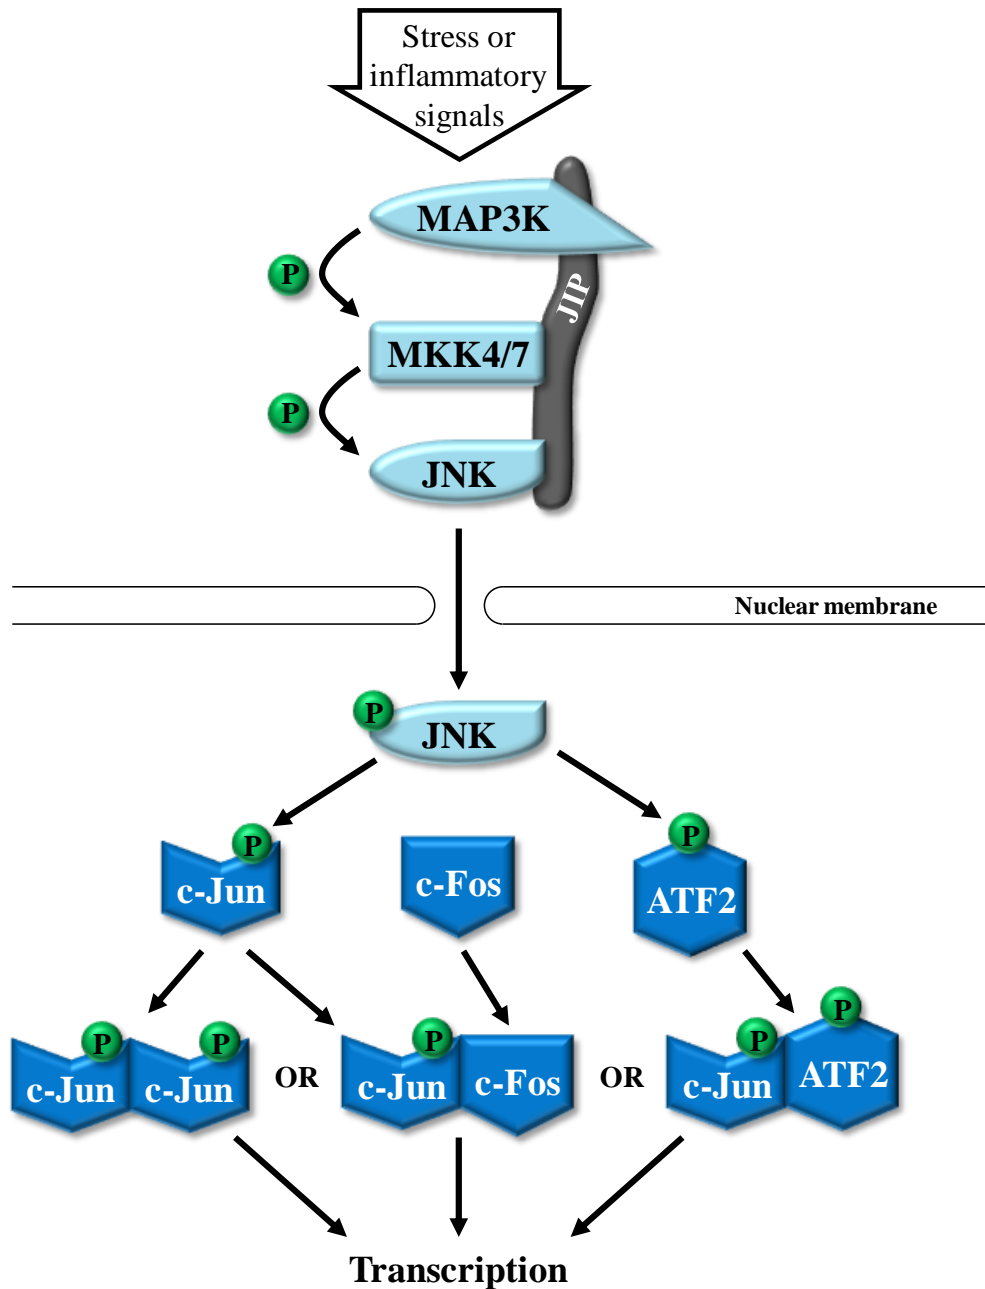 Stress or
inflammatory
signals
MAP3K
P
JIP
MKK4/7
P
JNK
Nuclear membrane
P
JNK
P
c-Jun
c-Fos
P
ATF2
P
c-Jun
P
c-Jun
OR
P
c-Jun
c-Fos
OR
P
c-Jun
P
ATF2
Transcription